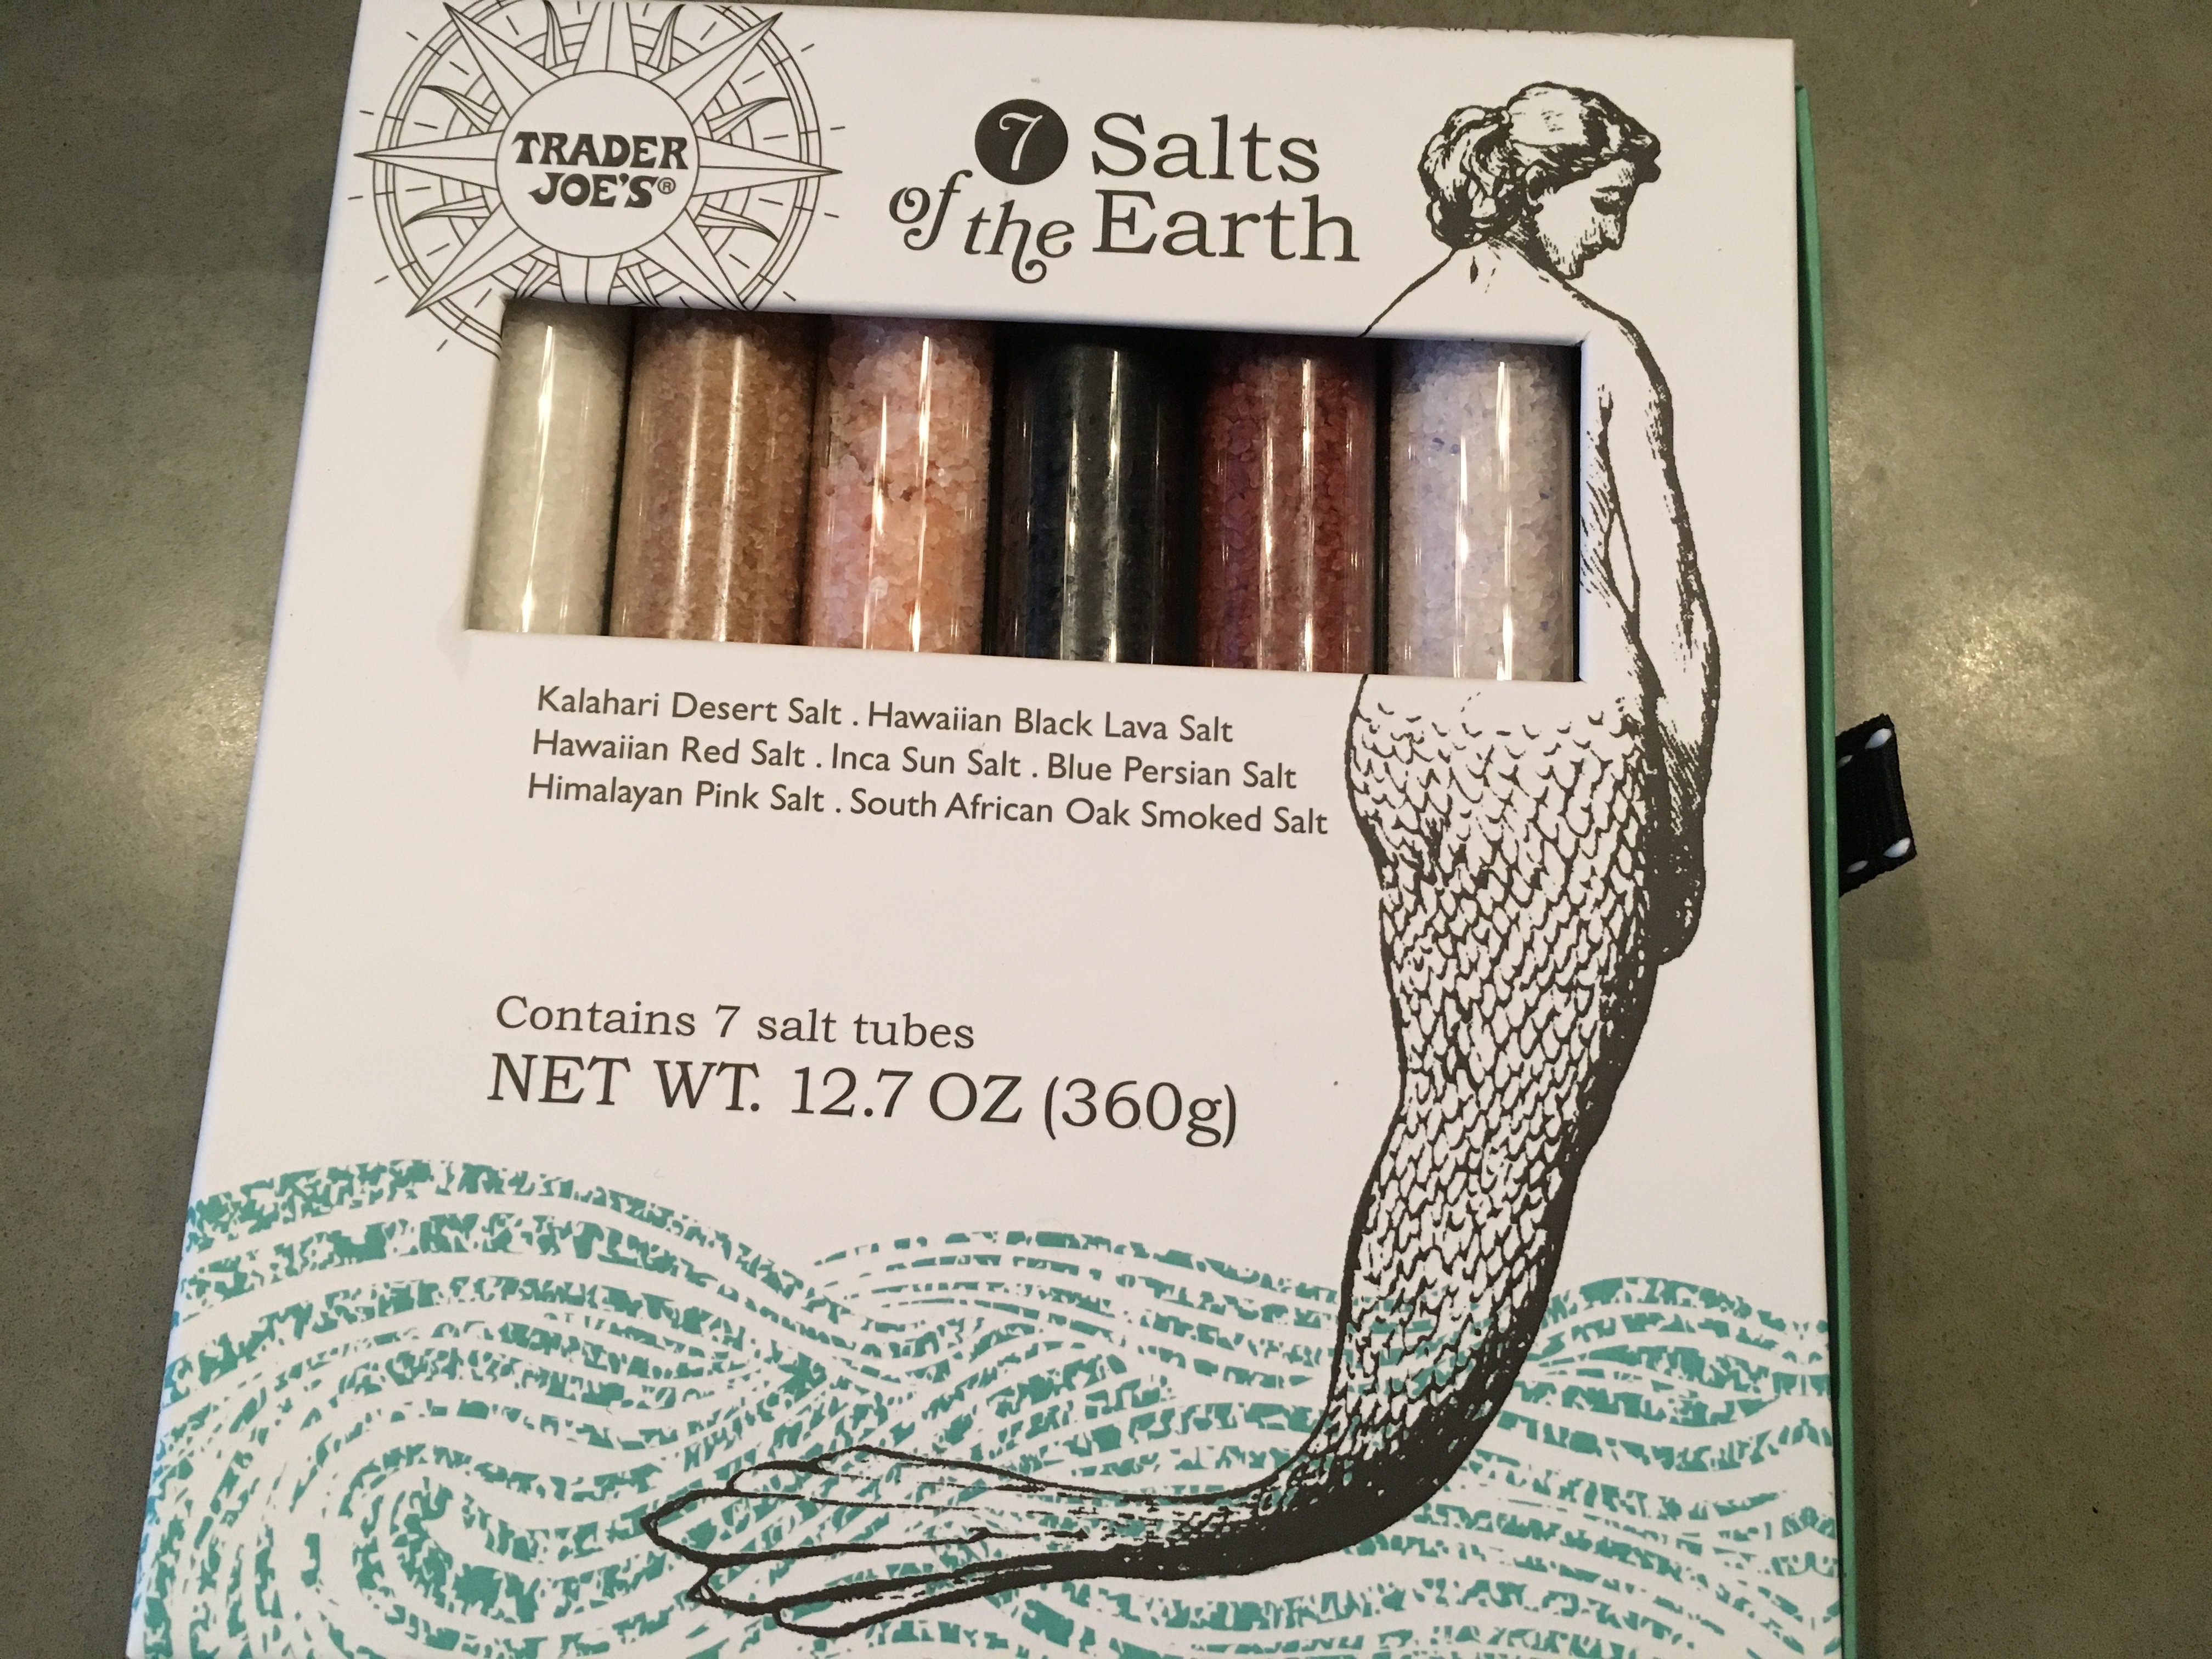 TRADER
JOE'S®
7 Salts
of the Earth
Kalahari Desert Salt . Hawaiian Black Lava Salt
Hawaiian Red Salt . Inca Sun Salt . Blue Persian Salt
Himalayan Pink Salt . South African Oak Smoked Salt
Contains 7 salt tubes
NET WT. 12.7 OZ (360g)